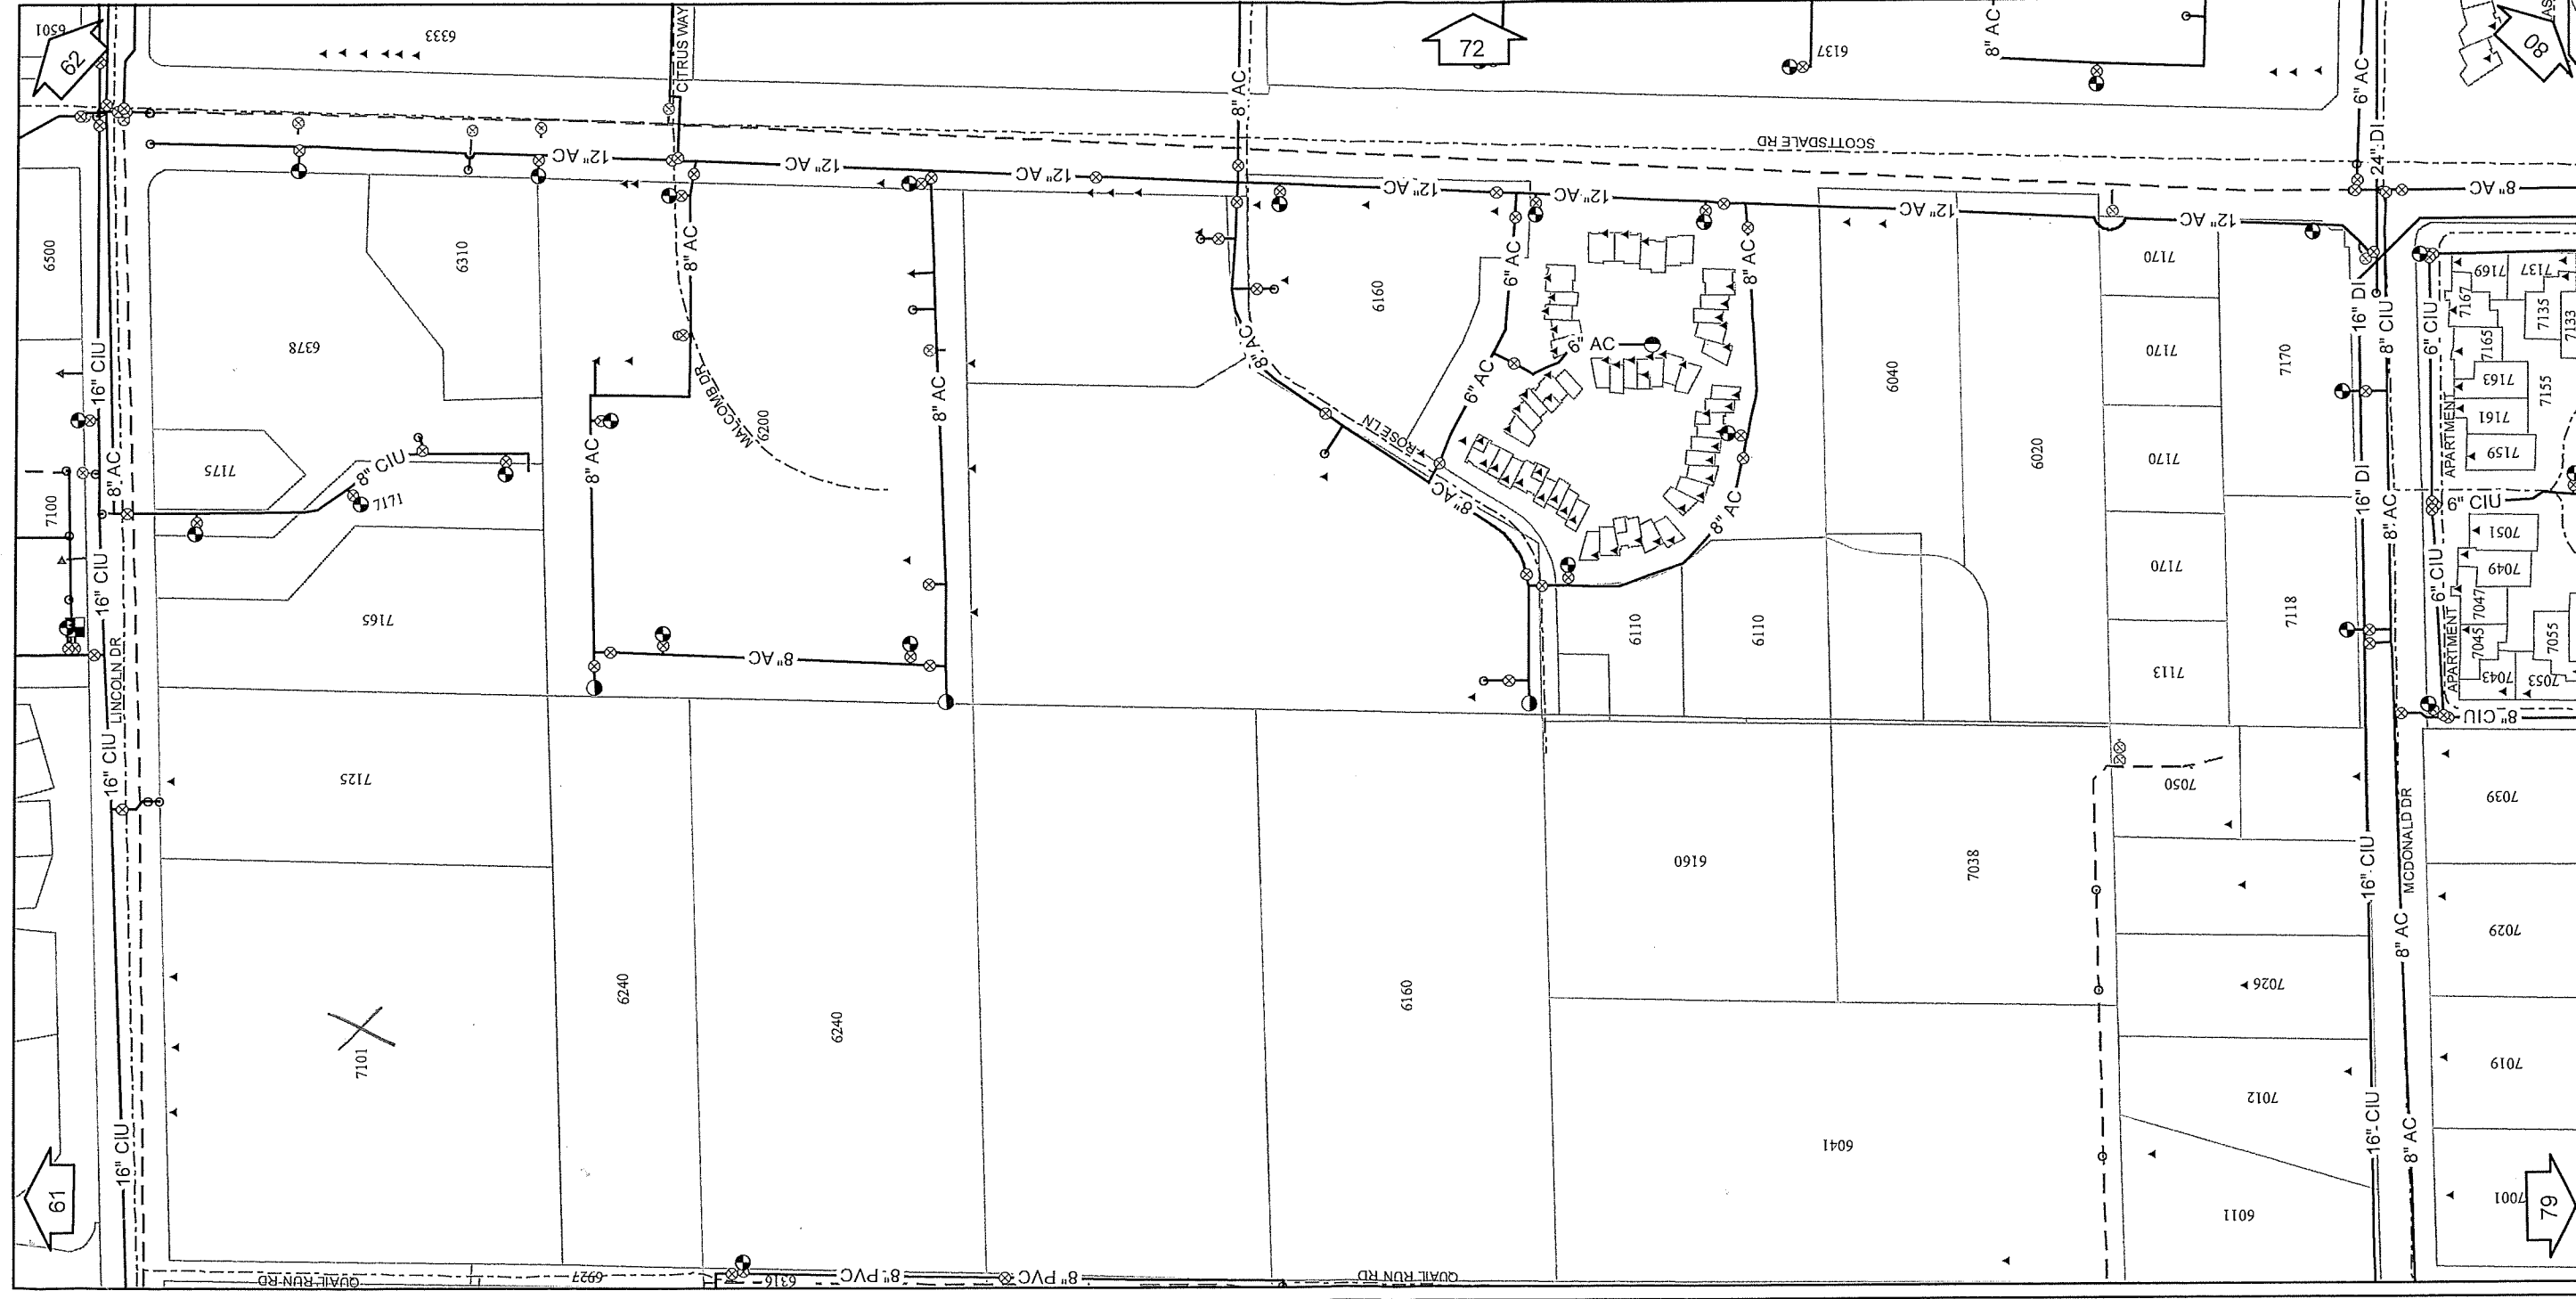 6501
62
6333
CITRUS WAY
8" AC
72
6137
8" AC
6" AC
24" DI
80
SCOTTSDALE RD
12" AC
12" AC
12" AC
12" AC
12" AC
12" AC
12" AC
8" AC
6500
6310
8" AC
6378
16" CIU
8" AC
7175
8" CIU
7171
7100
16" CIU
7165
LINCOLN DR
MALCOMB DR
6200
8" AC
8" AC
8" AC
8" AC
ROSE LN
8" AC
6160
6" AC
6" AC
6" AC
8" AC
8" AC
6040
6020
6110
6110
7170
7170
7170
7170
7113
7170
7118
16" DI
16" DI
8" CIU
8" AC
6" CIU
6" CIU
6" CIU
8" CIU
APARTMENT
APARTMENT
7169
7137
7167
7135
7133
7165
7163
7155
7161
7159
7051
7049
7047
7045
7055
7043
7053
16" CIU
7125
7101
16" CIU
61
6240
6240
6160
6160
7038
6041
7050
7026
7012
6011
16" CIU
16" CIU
MCDONALD DR
8" AC
8" AC
7039
7029
7019
7001
79
QUAIL RUN RD
6927
6316
8" PVC
8" PVC
QUAIL RUN RD